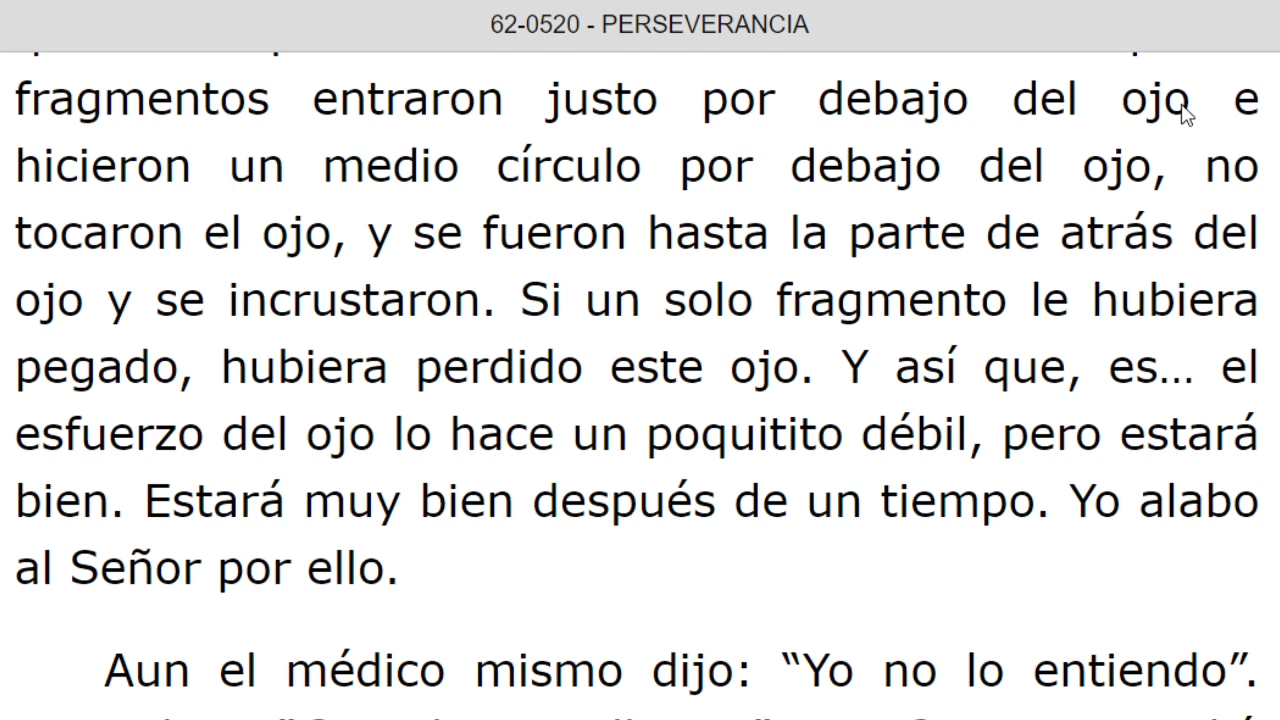 62-0520 - PERSEVERANCIA
fragmentos entraron justo por debajo del ojo e
hicieron un medio círculo por debajo del ojo, no
tocaron el ojo, y se fueron hasta la parte de atrás del
ojo y se incrustaron. Si un solo fragmento le hubiera
pegado, hubiera perdido este ojo. Y así que, es… el
esfuerzo del ojo lo hace un poquitito débil, pero estará
bien. Estará muy bien después de un tiempo. Yo alabo
al Señor por ello.
Aun el médico mismo dijo: “Yo no lo entiendo”.